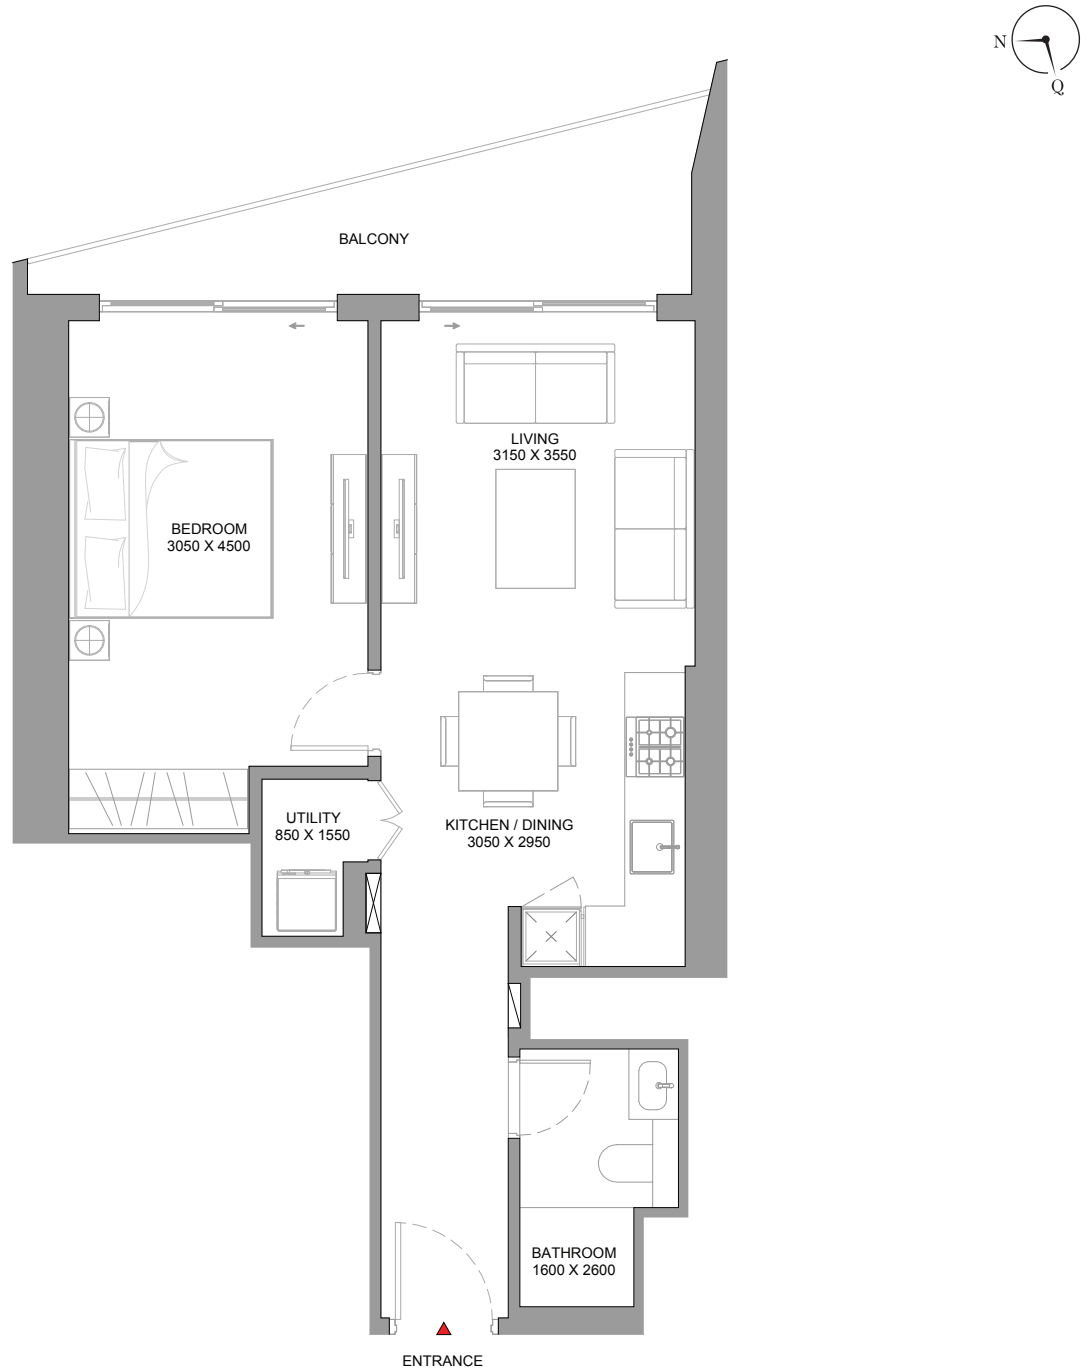 N
Q
BALCONY
LIVING
3150 X 3550
BEDROOM
3050 X 4500
UTILITY
850 X 1550
KITCHEN / DINING
3050 X 2950
BATHROOM
1600 X 2600
ENTRANCE